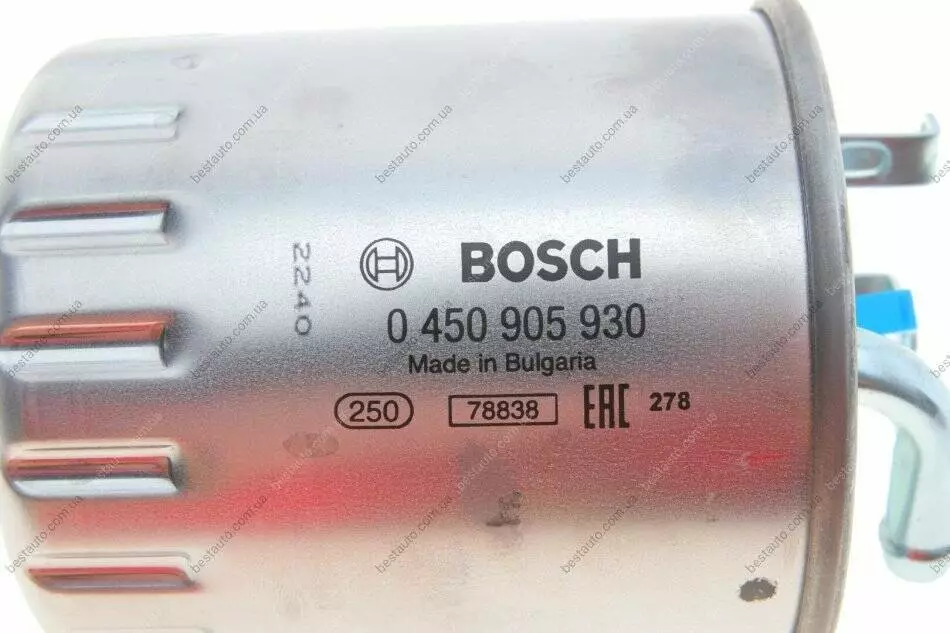 BOSCH
0 450 905 930
Made in Bulgaria
250 78838 EAC 278
2240
bestauto.com.ua